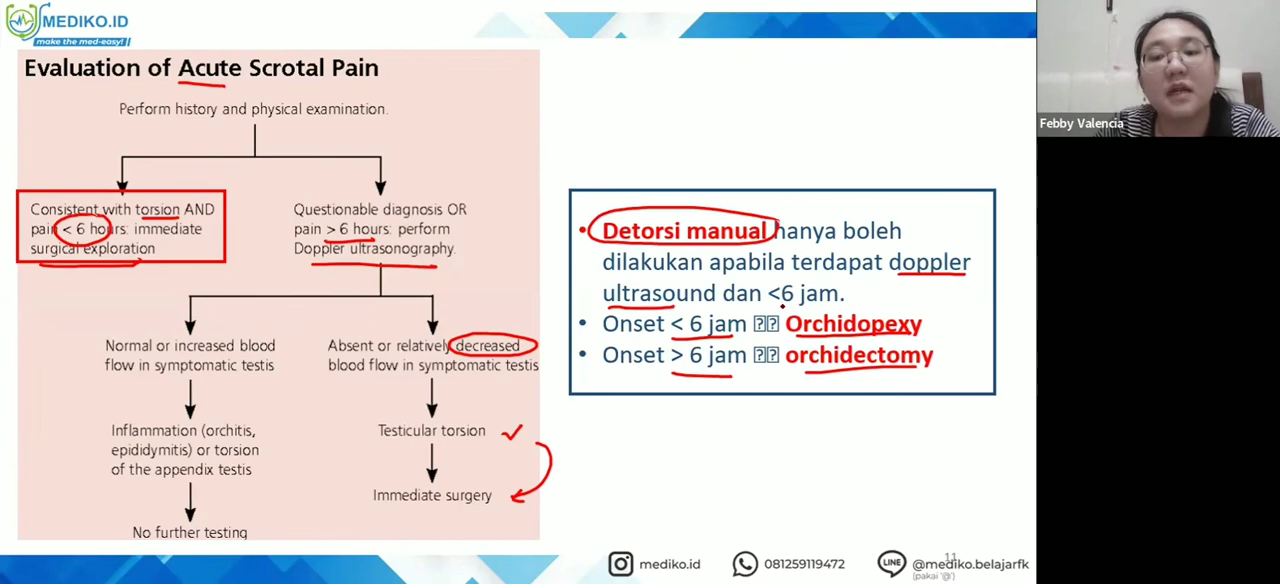 MEDIKO.ID
make the med-easy!
Evaluation of Acute Scrotal Pain
Perform history and physical examination.
Consistent with torsion AND
pain < 6 hours: immediate
surgical exploration
Questionable diagnosis OR
pain > 6 hours: perform
Doppler ultrasonography.
Normal or increased blood
flow in symptomatic testis
Absent or relatively decreased
blood flow in symptomatic testis
Inflammation (orchitis,
epididymitis) or torsion
of the appendix testis
Testicular torsion
Immediate surgery
No further testing
• Detorsi manual hanya boleh
dilakukan apabila terdapat doppler
ultrasound dan <6 jam.
• Onset < 6 jam Orchidopexy
• Onset > 6 jam orchidectomy
Febby Valencia
mediko.id
081259119472
LINE
@mediko.belajarfk
(pakai '@')
11